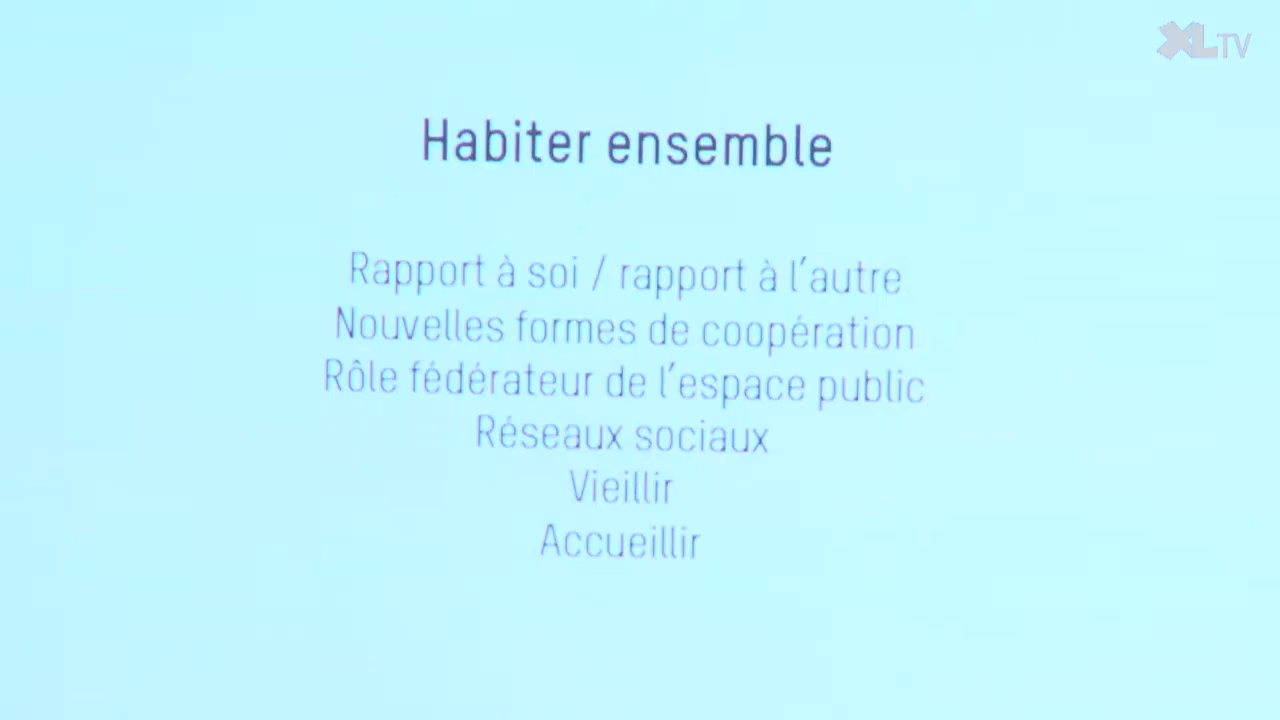 XLTV
Habiter ensemble
Rapport à soi / rapport à l'autre
Nouvelles formes de coopération
Rôle fédérateur de l'espace public
Réseaux sociaux
Vieillir
Accueillir